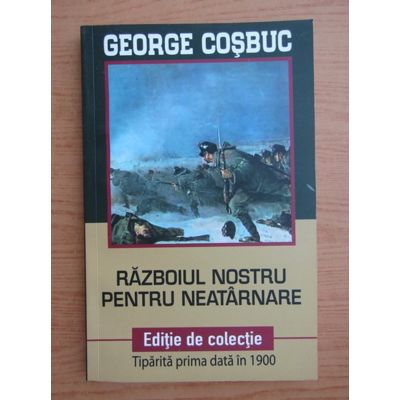 GEORGE COŞBUC
RĂZBOIUL NOSTRU
PENTRU NEATÂRNARE
Ediţie de colecţie
Tipărită prima dată în 1900